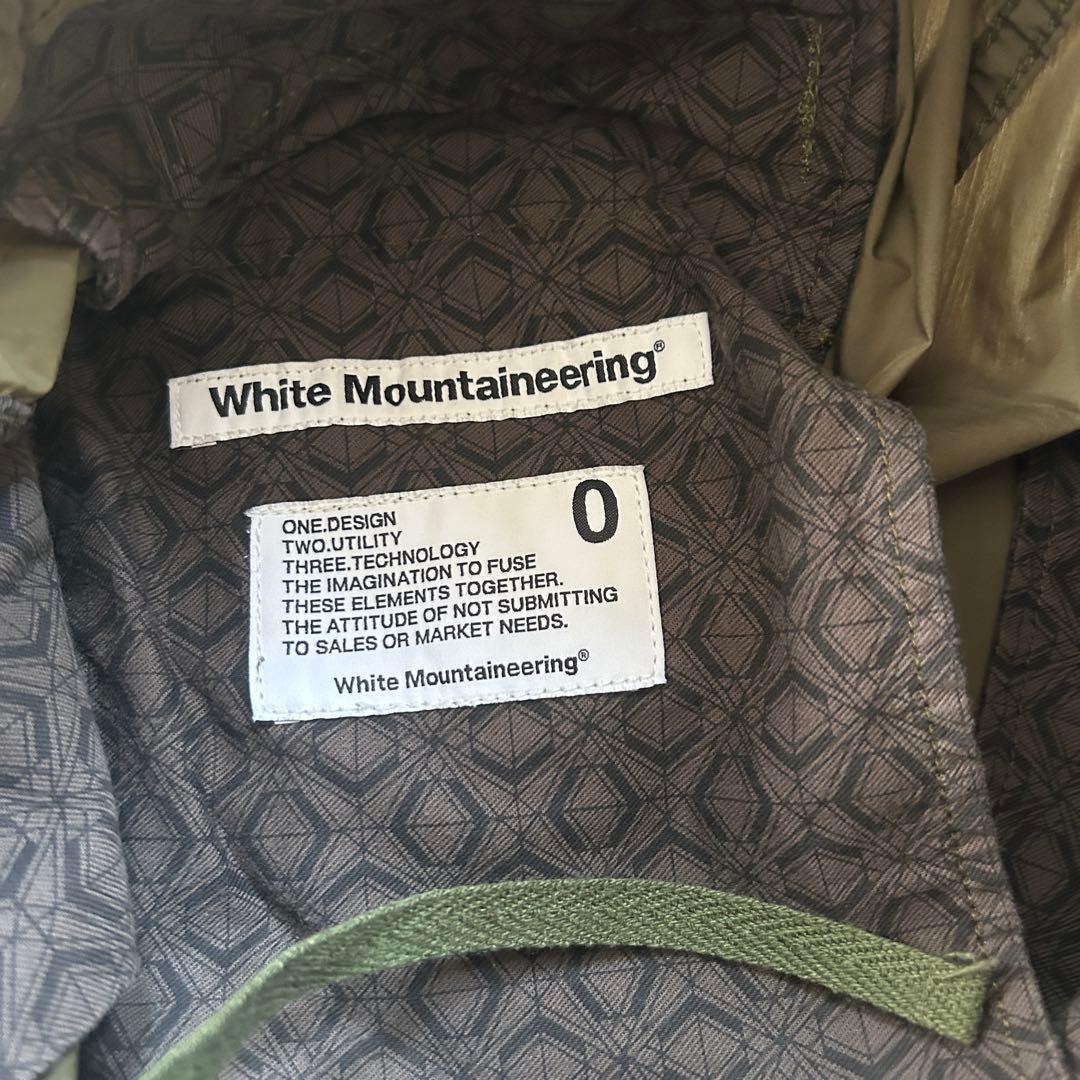 White Mountaineering®
0
ONE.DESIGN
TWO.UTILITY
THREE.TECHNOLOGY
THE IMAGINATION TO FUSE
THESE ELEMENTS TOGETHER.
THE ATTITUDE OF NOT SUBMITTING
TO SALES OR MARKET NEEDS.
White Mountaineering®